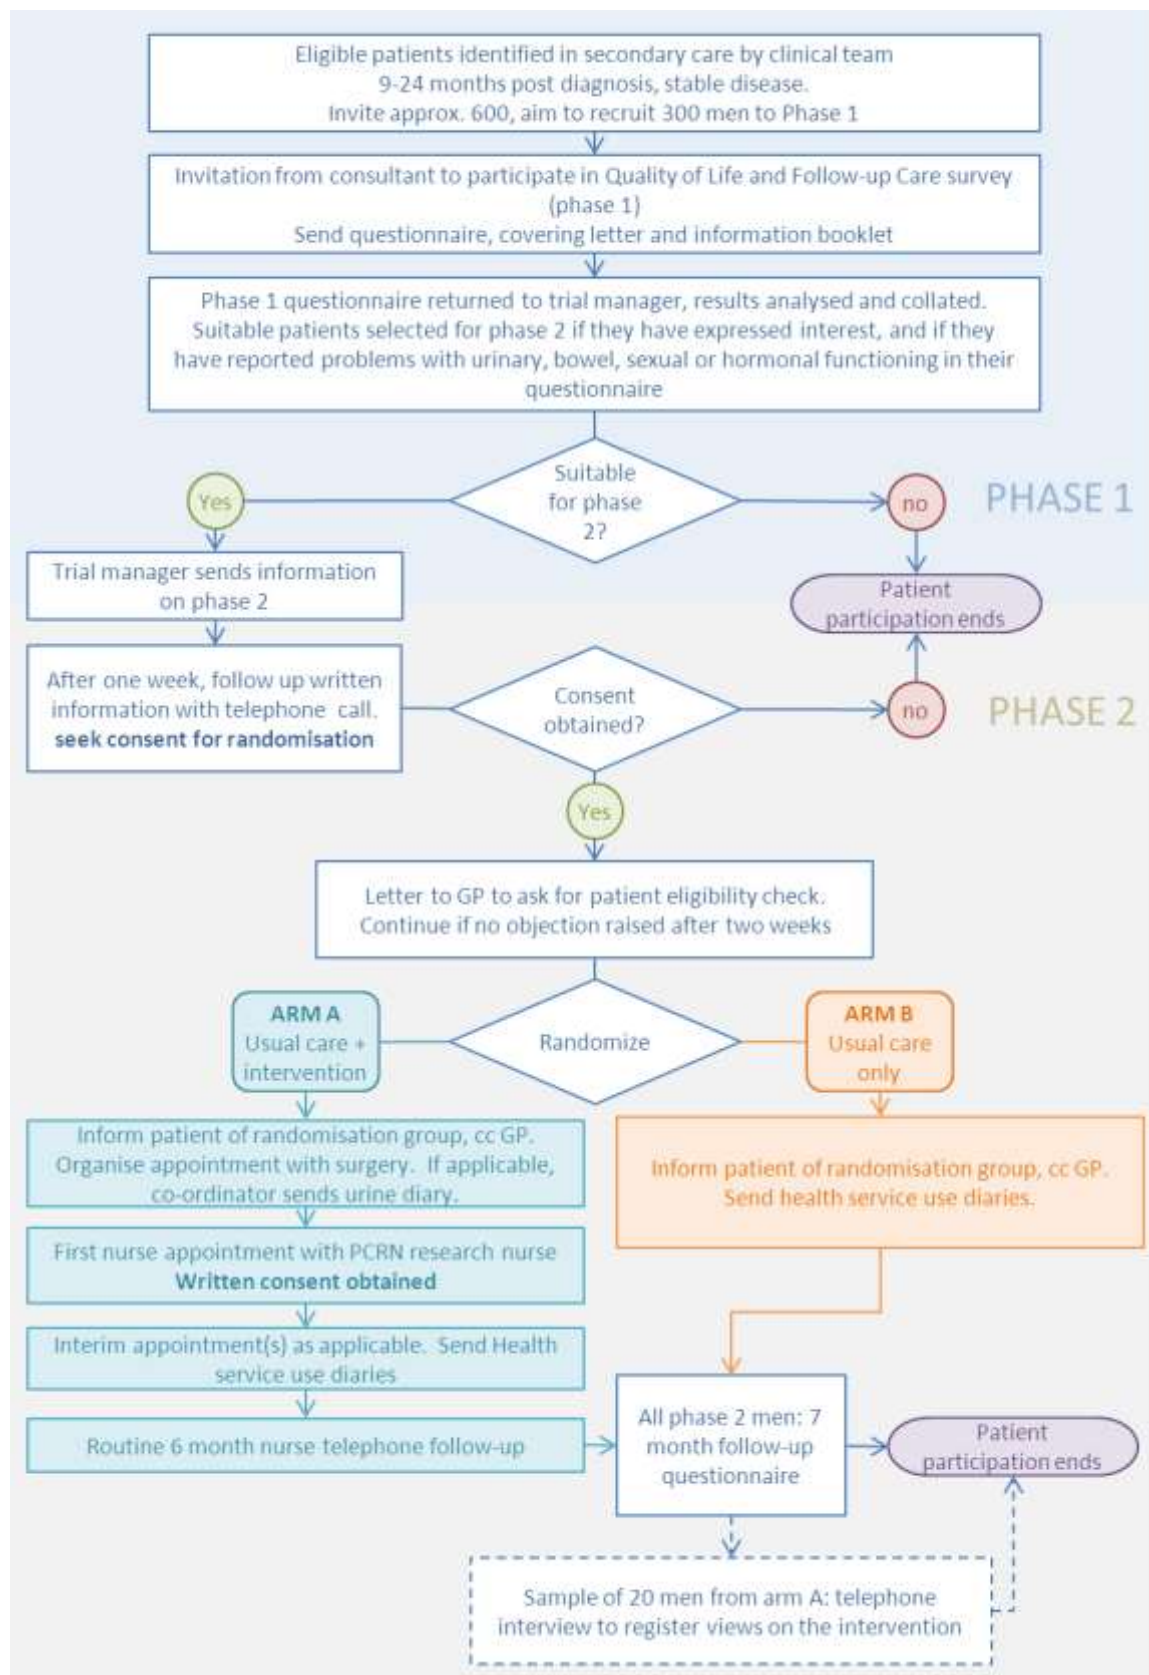 Eligible patients identified in secondary care by clinical team
9-24 months post diagnosis, stable disease.
Invite approx. 600, aim to recruit 300 men to Phase 1
Invitation from consultant to participate in Quality of Life and Follow-up Care survey
(phase 1)
Send questionnaire, covering letter and information booklet
Phase 1 questionnaire returned to trial manager, results analysed and collated.
Suitable patients selected for phase 2 if they have expressed interest, and if they
have reported problems with urinary, bowel, sexual or hormonal functioning in their
questionnaire
Suitable
for phase
2?
Yes
no
PHASE 1
Trial manager sends information
on phase 2
Patient
participation ends
After one week, follow up written
information with telephone call.
seek consent for randomisation
Consent
obtained?
no
PHASE 2
Yes
Letter to GP to ask for patient eligibility check.
Continue if no objection raised after two weeks
ARM A
Usual care +
intervention
Randomize
ARM B
Usual care
only
Inform patient of randomisation group, cc GP.
Organise appointment with surgery. If applicable,
co-ordinator sends urine diary.
Inform patient of randomisation group, cc GP.
Send health service use diaries.
First nurse appointment with PCRN research nurse
Written consent obtained
Interim appointment(s) as applicable. Send Health
service use diaries
Routine 6 month nurse telephone follow-up
All phase 2 men: 7
month follow-up
questionnaire
Patient
participation ends
Sample of 20 men from arm A: telephone
interview to register views on the intervention